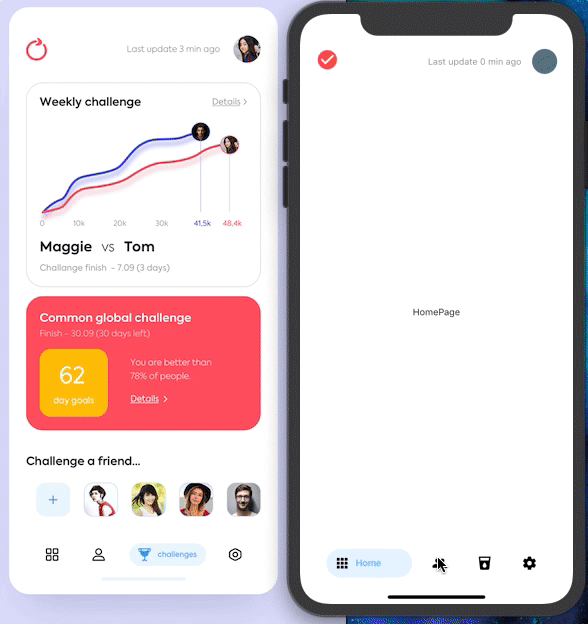 Last update 3 min ago
Weekly challenge
Details >
0 10k 20k 30k 41,5k 48,4k
Maggie vs Tom
Challange finish – 7.09 (3 days)
Common global challenge
Finish – 30.09 (30 days left)
62
day goals
You are better than
78% of people.
Details >
Challenge a friend...
+
challenges
Last update 0 min ago
HomePage
Home